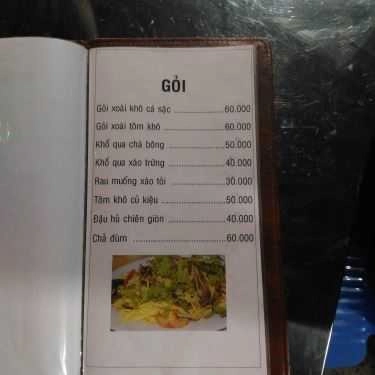 GỎI
Gỏi xoài khô cá sặc ................ 60.000
Gỏi xoài tôm khô ................... 60.000
Khổ qua chà bông ................... 50.000
Khổ qua xào trứng .................. 40.000
Rau muống xào tỏi .................. 30.000
Tôm khô củ kiệu .................... 50.000
Đậu hủ chiên giòn .................. 40.000
Chả đùm ............................ 60.000